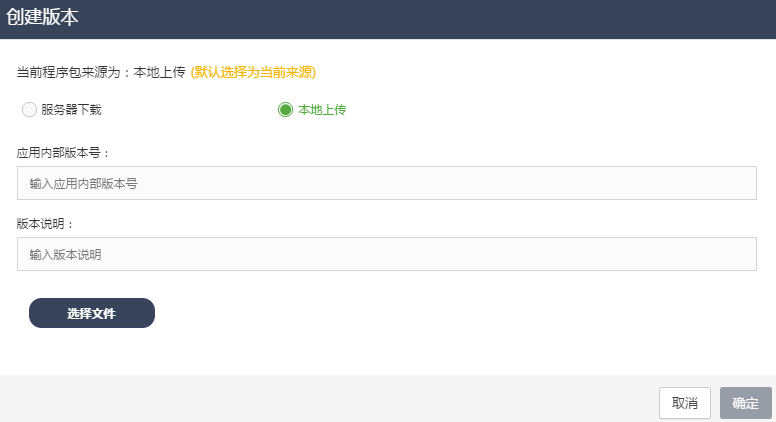 创建版本
当前程序包来源为：本地上传 (默认选择为当前来源)
服务器下载 本地上传
应用内部版本号：
输入应用内部版本号
版本说明：
输入版本说明
选择文件
取消 确定